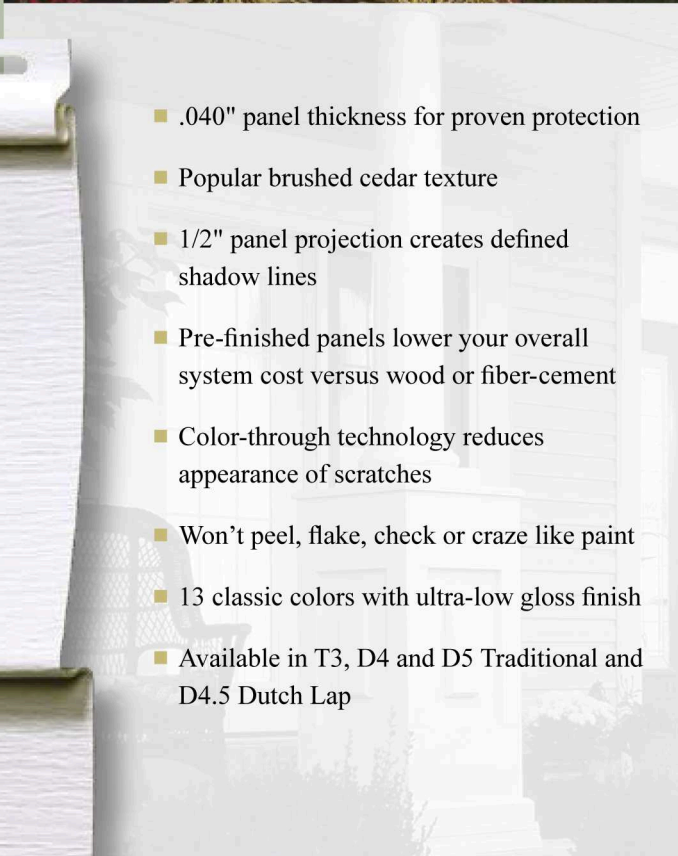 .040" panel thickness for proven protection
Popular brushed cedar texture
1/2" panel projection creates defined
shadow lines
Pre-finished panels lower your overall
system cost versus wood or fiber-cement
Color-through technology reduces
appearance of scratches
Won’t peel, flake, check or craze like paint
13 classic colors with ultra-low gloss finish
Available in T3, D4 and D5 Traditional and
D4.5 Dutch Lap